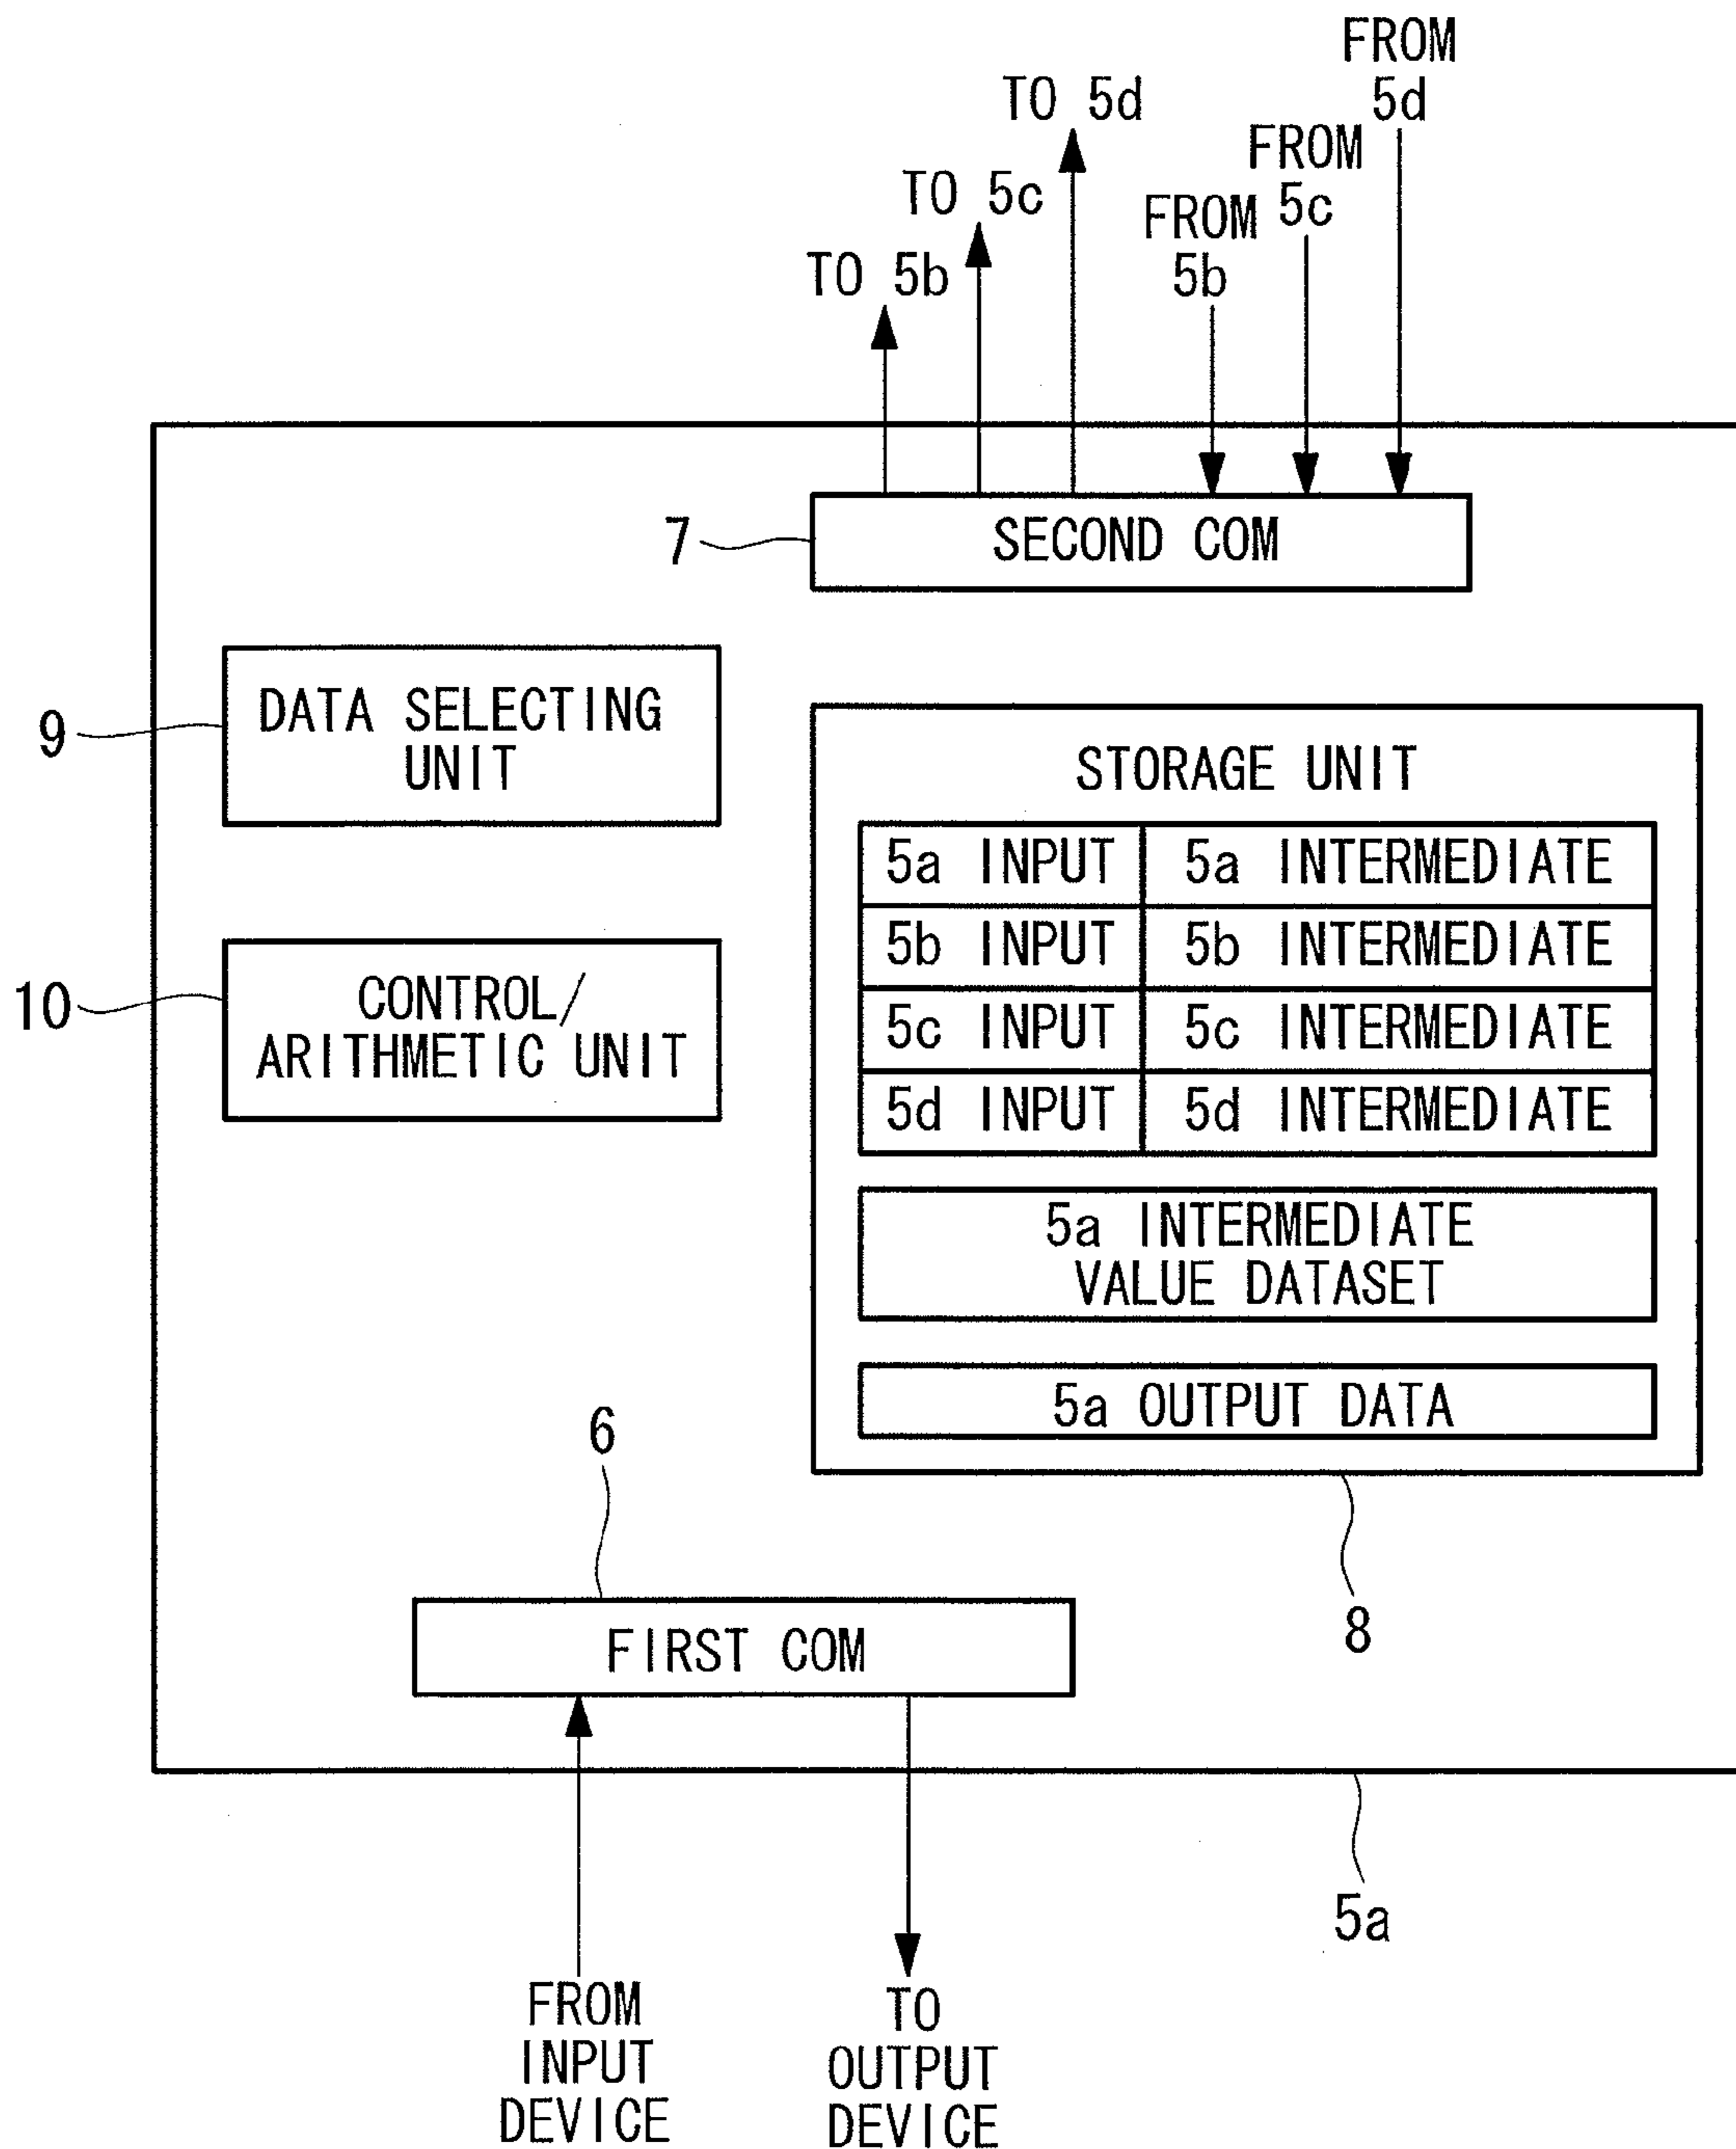 FROM
5d
TO 5d
FROM
5c
TO 5c
FROM
5b
TO 5b
7
SECOND COM
9
DATA SELECTING
UNIT
STORAGE UNIT
5a INPUT 5a INTERMEDIATE
5b INPUT 5b INTERMEDIATE
5c INPUT 5c INTERMEDIATE
5d INPUT 5d INTERMEDIATE
10
CONTROL/
ARITHMETIC UNIT
5a INTERMEDIATE
VALUE DATASET
5a OUTPUT DATA
6
FIRST COM
8
5a
FROM
INPUT
DEVICE
TO
OUTPUT
DEVICE